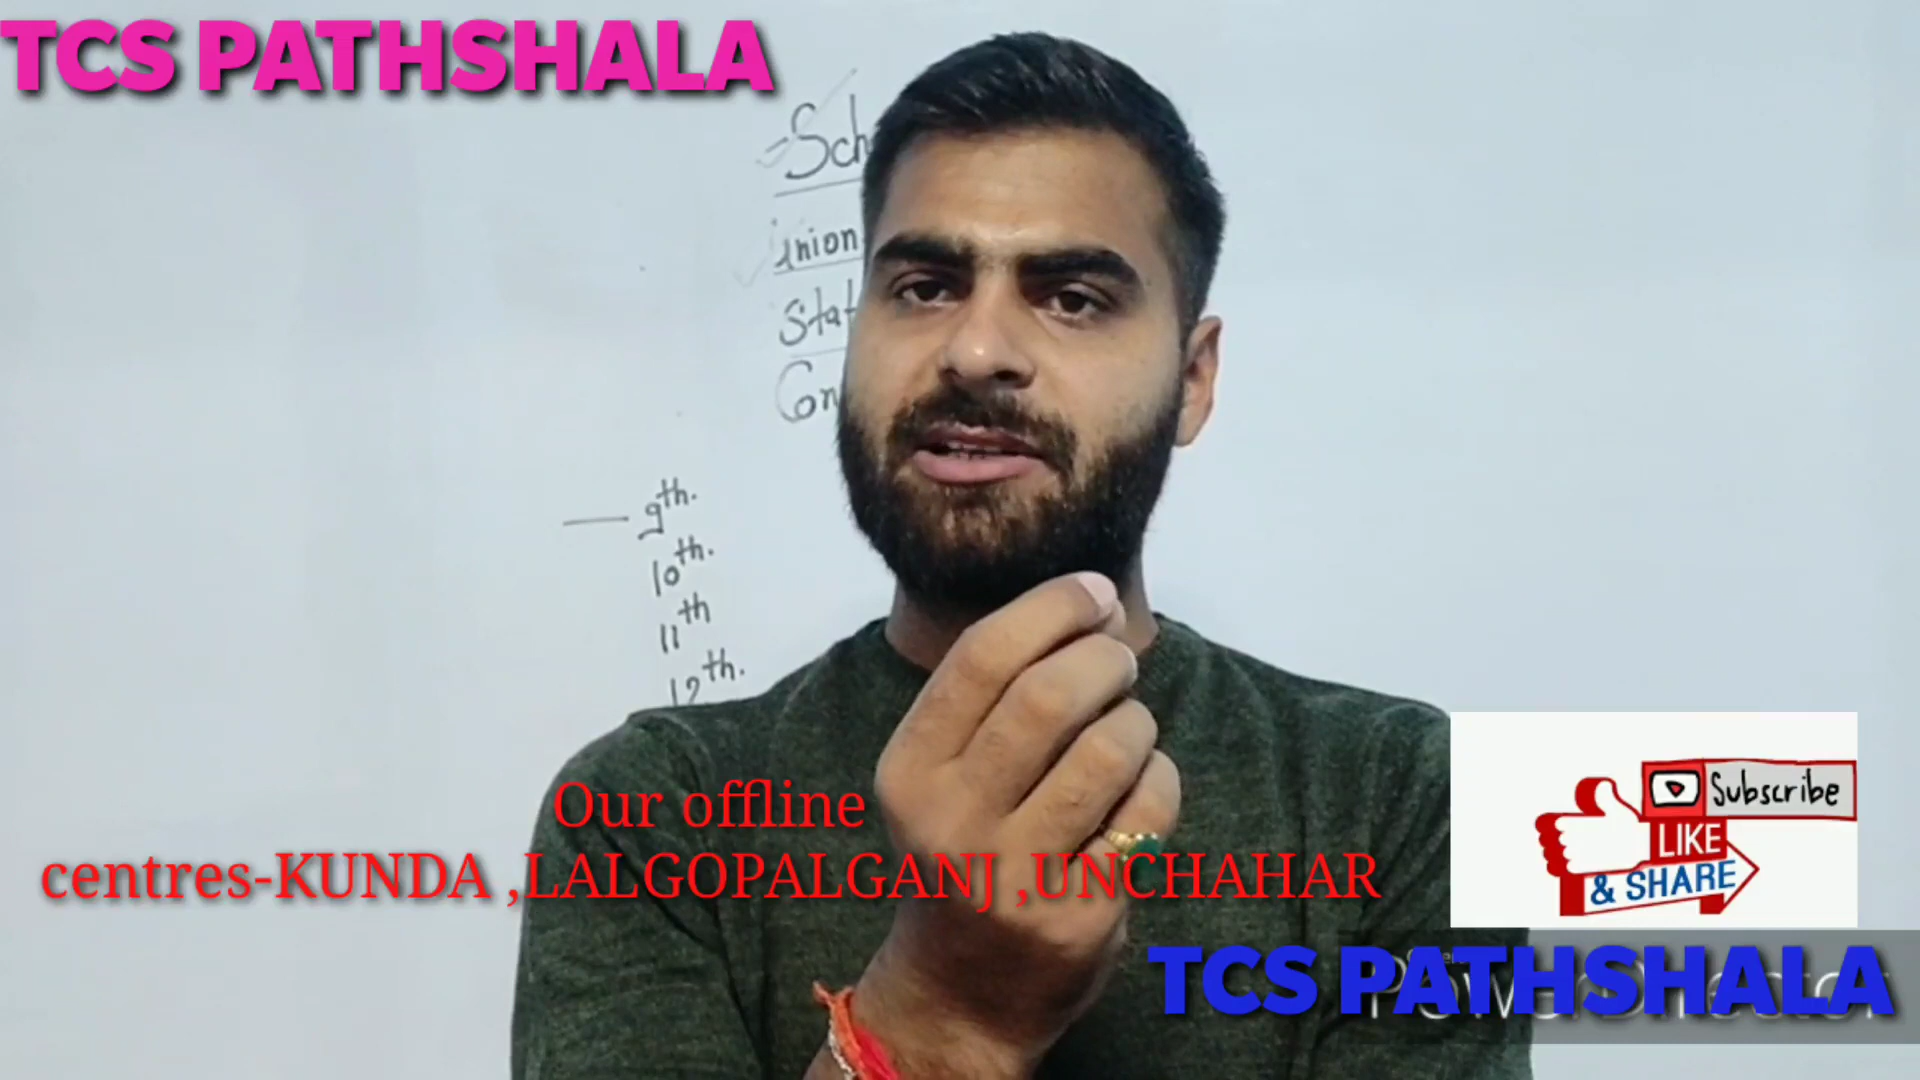 TCS PATHSHALA
Sch
Union
Stat
Con
9th.
10th.
11th
12th.
Our offline
centres-KUNDA ,LALGOPALGANJ ,UNCHAHAR
Subscribe
LIKE
& SHARE
TCS PATHSHALA
PowerDirector